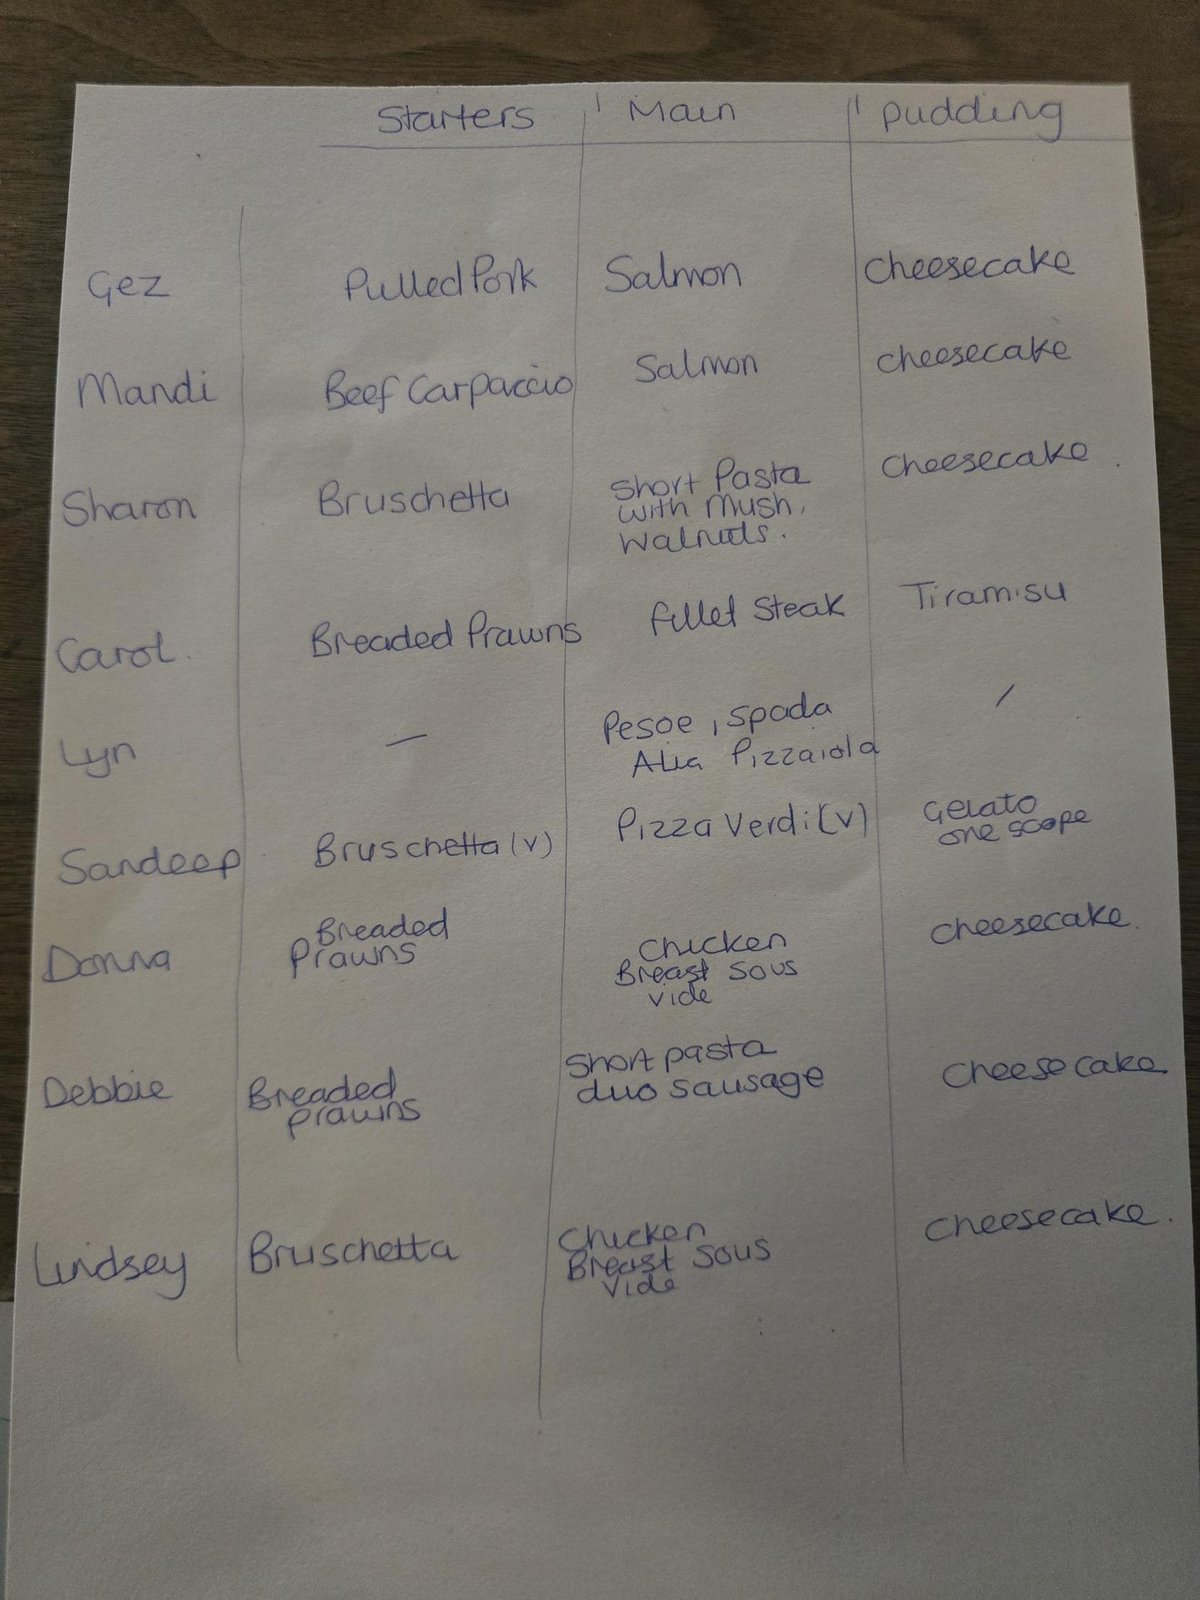 Starters Main Pudding
Gez Pulled Pork Salmon Cheesecake
Mandi Beef Carpaccio Salmon Cheesecake
Sharon Bruschetta Short Pasta Cheesecake.
with Mush,
Walnuts.
Carol. Breaded Prawns Fillet Steak Tiramisu
Lyn — Pesoe, Spada /
Alla Pizzaiola
Sandeep Bruschetta (v) Pizza Verdi (v) Gelato
one scope
Donna Breaded Chicken Cheesecake.
Prawns Breast Sous
vide
Debbie Breaded Short pasta Cheesecake
prawns duo sausage
Lindsey Bruschetta Chicken Cheesecake.
Breast Sous
Vide